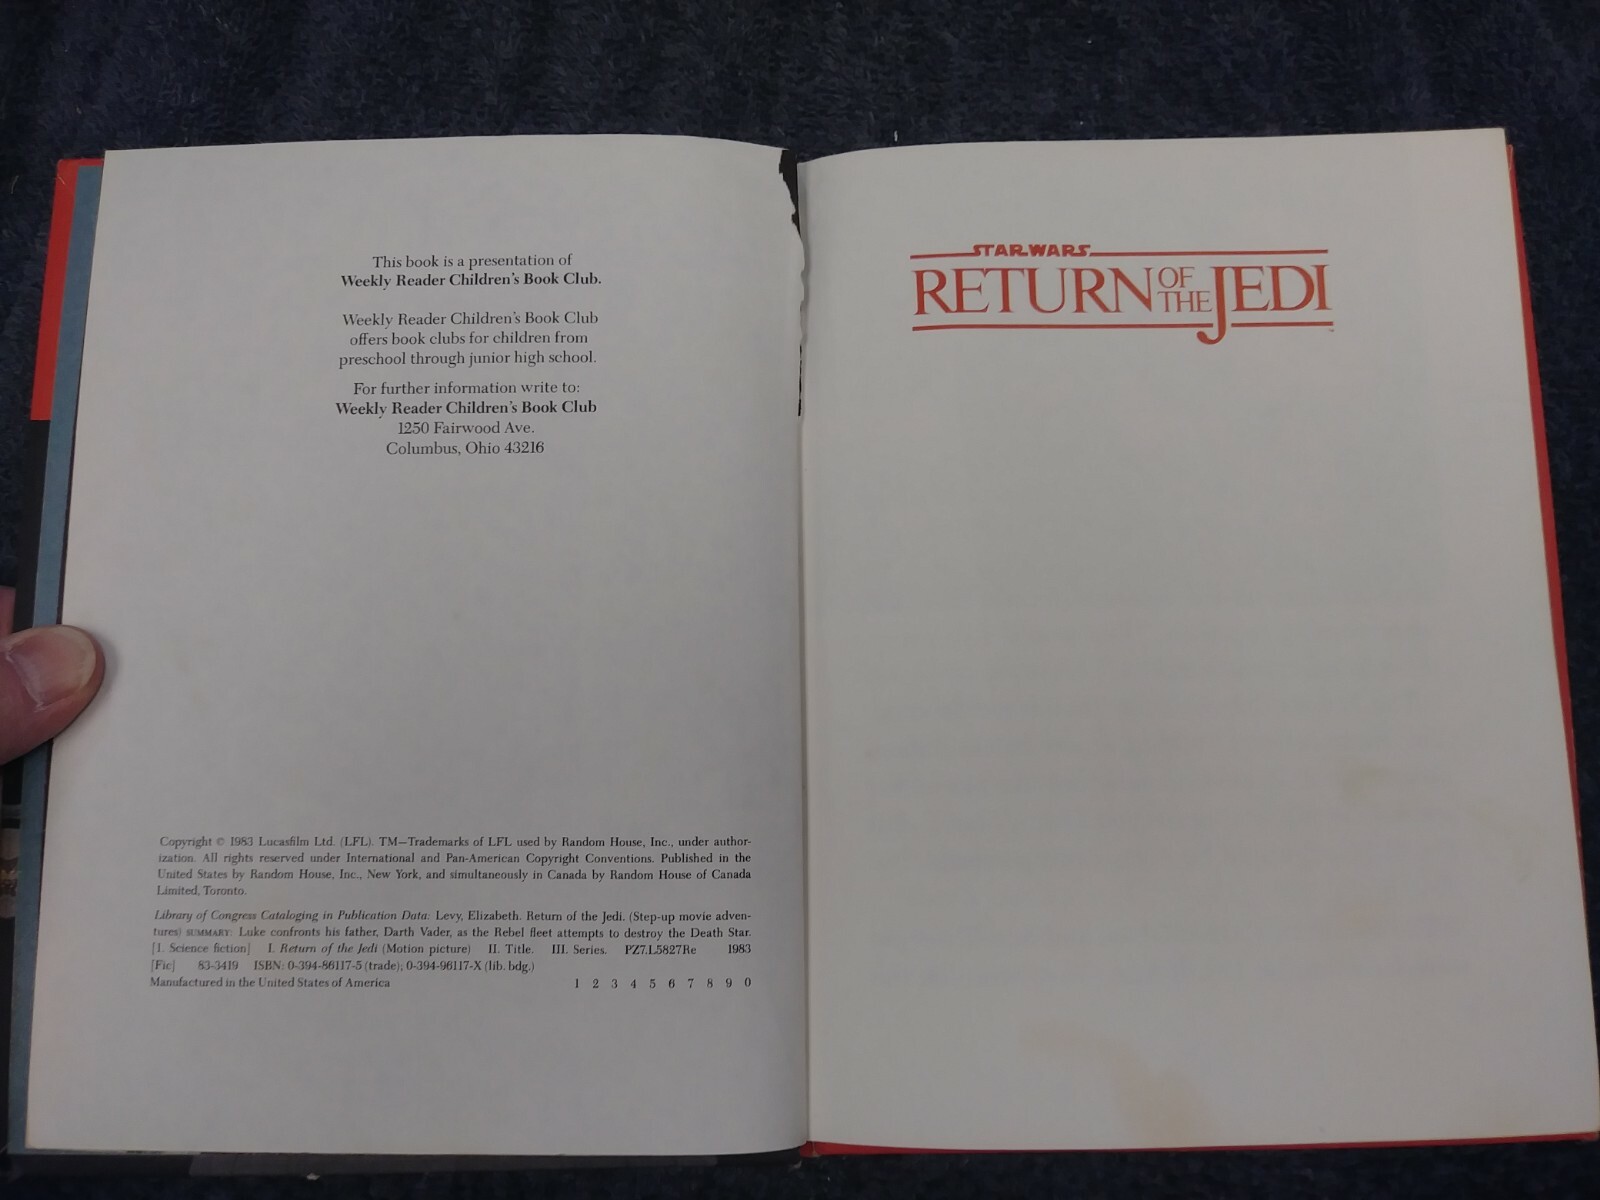 This book is a presentation of
Weekly Reader Children's Book Club.
Weekly Reader Children's Book Club
offers book clubs for children from
preschool through junior high school.
For further information write to:
Weekly Reader Children's Book Club
1250 Fairwood Ave.
Columbus, Ohio 43216
Copyright © 1983 Lucasfilm Ltd. (LFL). TM—Trademarks of LFL used by Random House, Inc., under author-
ization. All rights reserved under International and Pan-American Copyright Conventions. Published in the
United States by Random House, Inc., New York, and simultaneously in Canada by Random House of Canada
Limited, Toronto.
Library of Congress Cataloging in Publication Data: Levy, Elizabeth. Return of the Jedi. (Step-up movie adven-
tures) SUMMARY: Luke confronts his father, Darth Vader, as the Rebel fleet attempts to destroy the Death Star.
[1. Science fiction] I. Return of the Jedi (Motion picture) II. Title. III. Series. PZ7.L5827Re 1983
[Fic] 83-3419 ISBN: 0-394-86117-5 (trade); 0-394-96117-X (lib. bdg.)
Manufactured in the United States of America 1 2 3 4 5 6 7 8 9 0
STAR WARS
RETURN OF THE JEDI